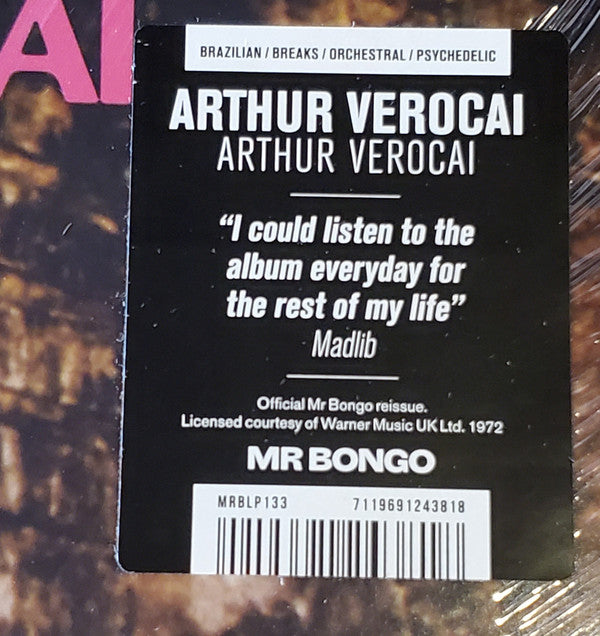 AI
BRAZILIAN / BREAKS / ORCHESTRAL / PSYCHEDELIC
ARTHUR VEROCAI
ARTHUR VEROCAI
“I could listen to the
album everyday for
the rest of my life”
Madlib
Official Mr Bongo reissue.
Licensed courtesy of Warner Music UK Ltd. 1972
MR BONGO
MRBLP133 7119691243818